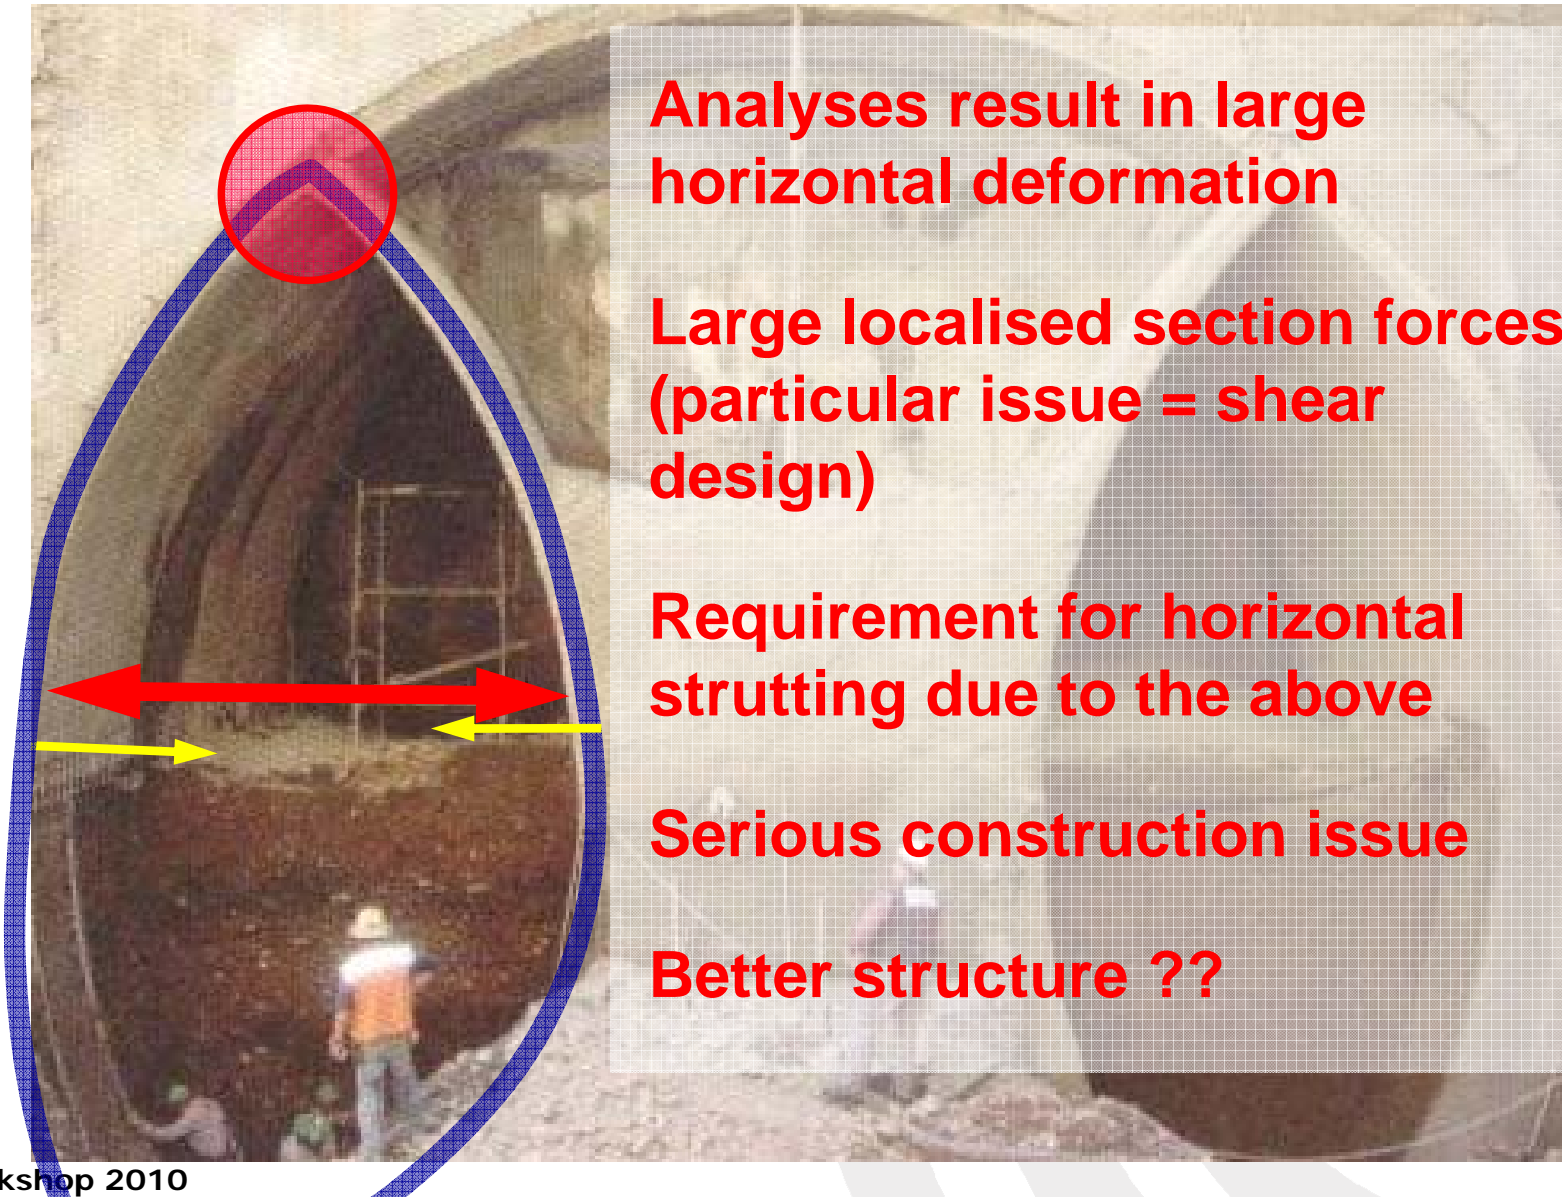 Analyses result in large
horizontal deformation
Large localised section forces
(particular issue = shear
design)
Requirement for horizontal
strutting due to the above
Serious construction issue
Better structure ??
kshop 2010